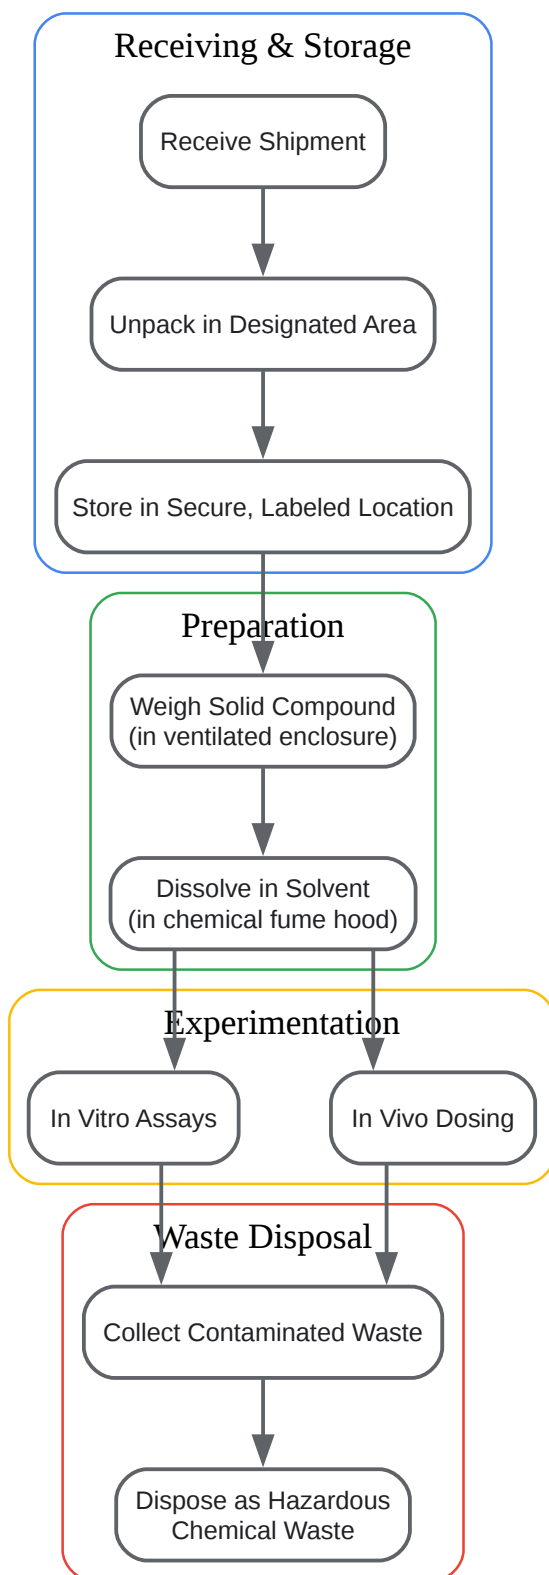 Receiving & Storage
Receive Shipment
Unpack in Designated Area
Store in Secure, Labeled Location
Preparation
Weigh Solid Compound
(in ventilated enclosure)
Dissolve in Solvent
(in chemical fume hood)
Experimentation
In Vitro Assays
In Vivo Dosing
Waste Disposal
Collect Contaminated Waste
Dispose as Hazardous
Chemical Waste